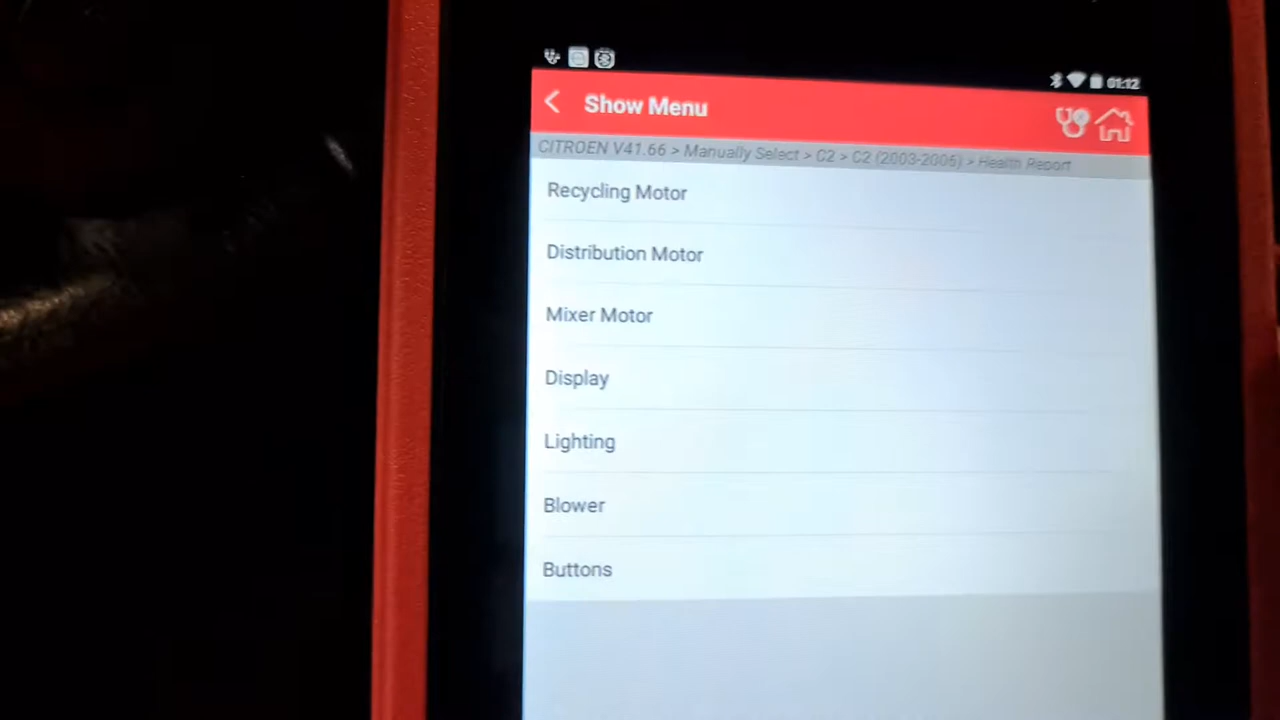 01:12
Show Menu
CITROEN V41.66 > Manually Select > C2 > C2 (2003-2005) > Health Report
Recycling Motor
Distribution Motor
Mixer Motor
Display
Lighting
Blower
Buttons